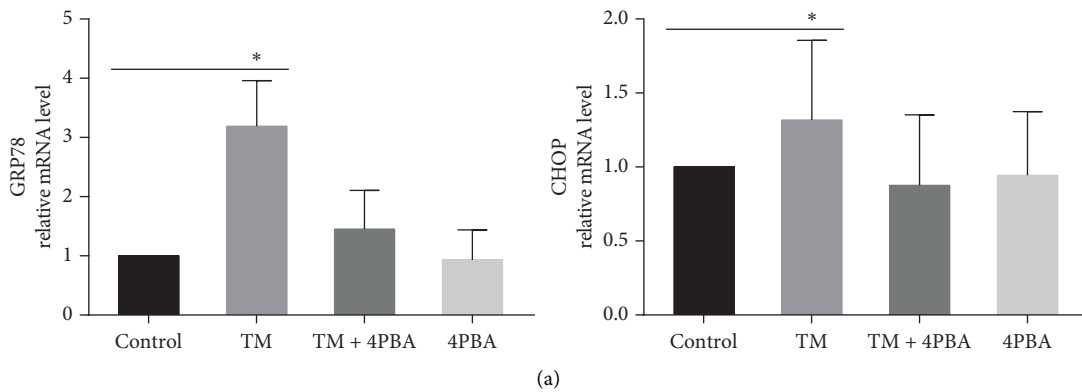 GRP78
relative mRNA level
5
4
3
2
1
0
*
Control
TM
TM + 4PBA
4PBA
CHOP
relative mRNA level
2.0
1.5
1.0
0.5
0.0
*
Control
TM
TM + 4PBA
4PBA
(a)